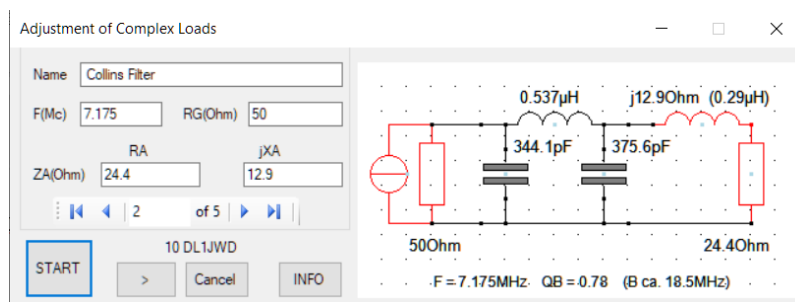 Adjustment of Complex Loads
Name Collins Filter
F(Mc) 7.175 RG(Ohm) 50
RA jXA
ZA(Ohm) 24.4 12.9
2 of 5
10 DL1JWD
START > Cancel INFO
0.537µH j12.9Ohm (0.29µH)
344.1pF 375.6pF
50Ohm 24.4Ohm
F = 7.175MHz QB = 0.78 (B ca. 18.5MHz)